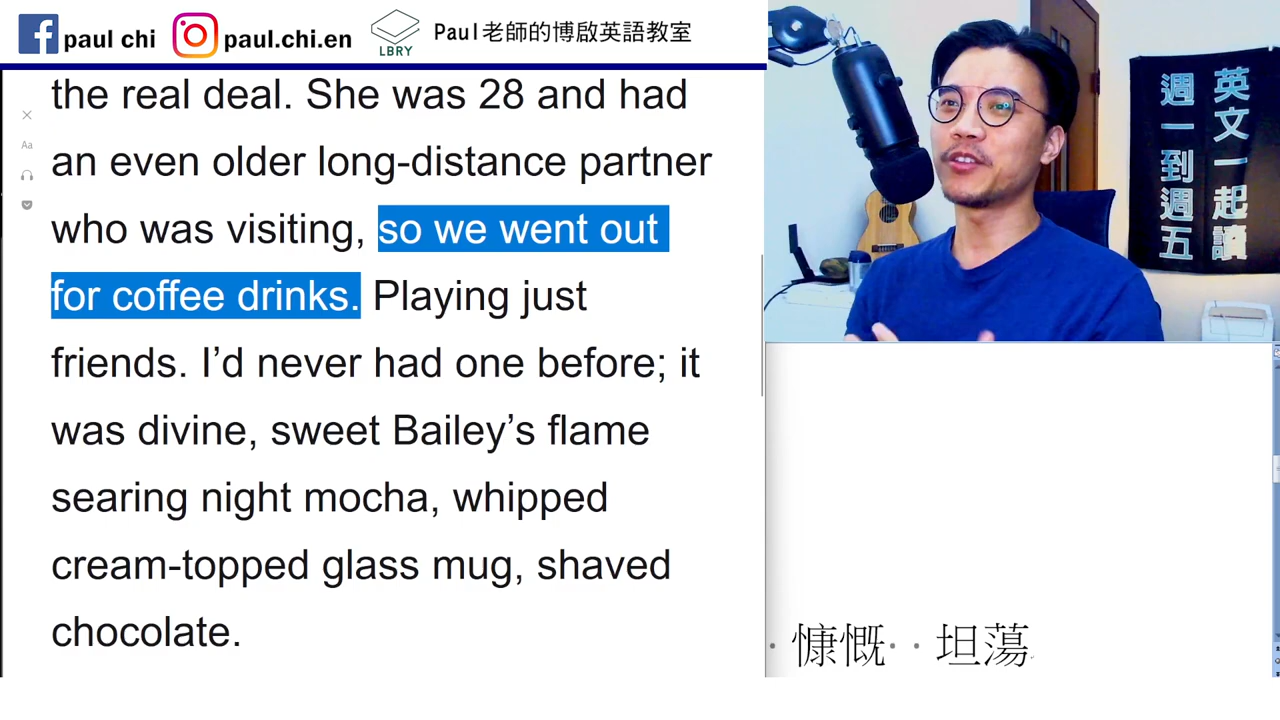 paul chi
paul.chi.en
LBRY
Paul老師的博啟英語教室
the real deal. She was 28 and had
an even older long-distance partner
who was visiting, so we went out
for coffee drinks. Playing just
friends. I’d never had one before; it
was divine, sweet Bailey’s flame
searing night mocha, whipped
cream-topped glass mug, shaved
chocolate.
Aa
英文一起讀
週一到週五
慷慨 坦蕩